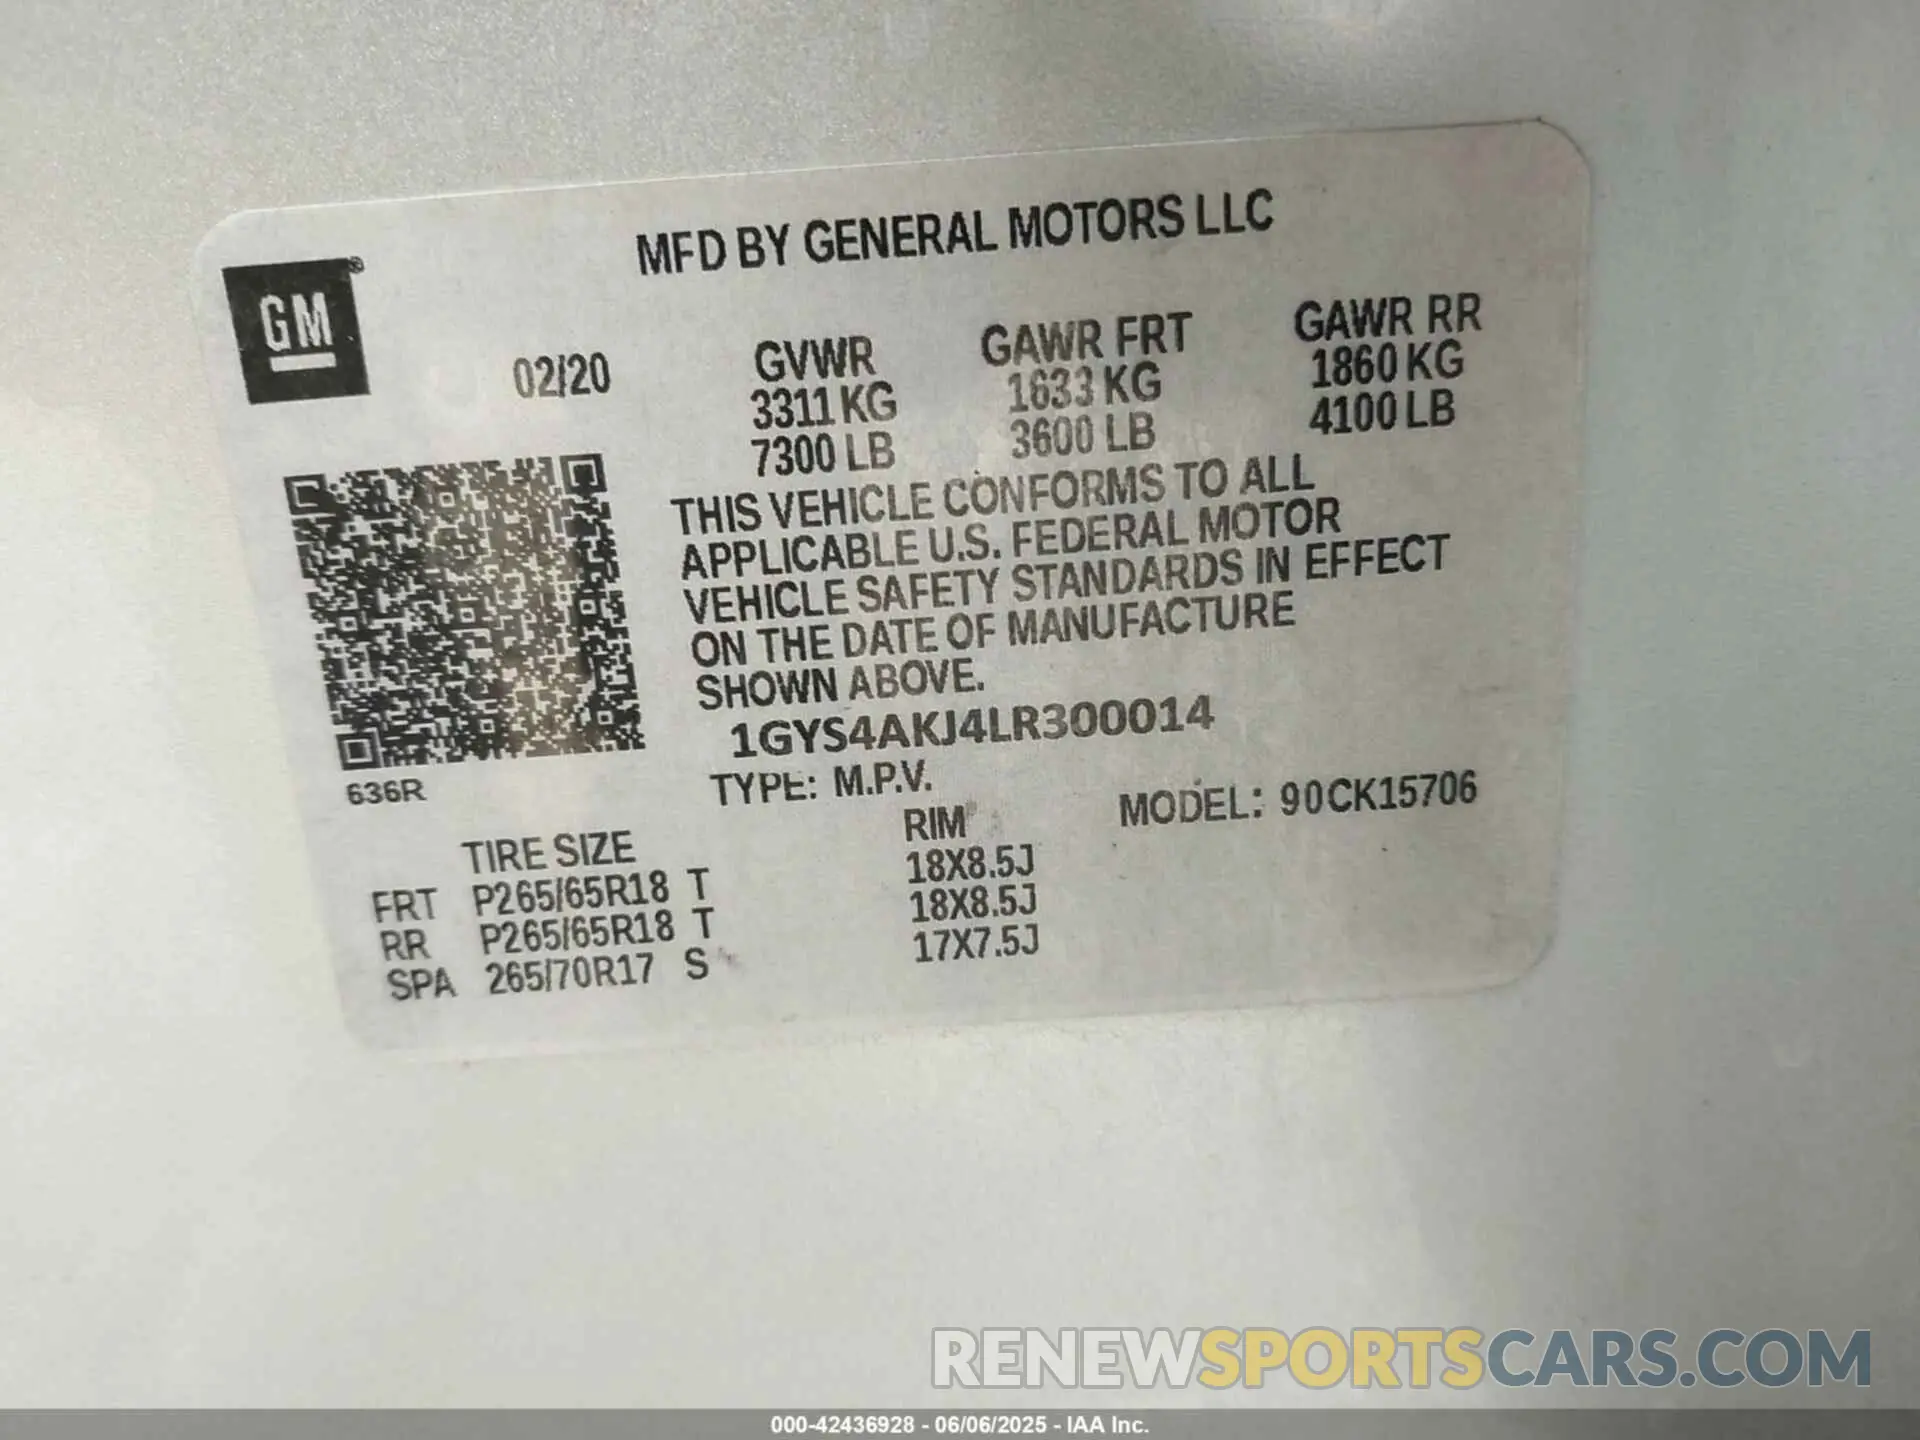 MFD BY GENERAL MOTORS LLC
GM®
02/20
GVWR
3311 KG
7300 LB
GAWR FRT
1633 KG
3600 LB
GAWR RR
1860 KG
4100 LB
THIS VEHICLE CONFORMS TO ALL
APPLICABLE U.S. FEDERAL MOTOR
VEHICLE SAFETY STANDARDS IN EFFECT
ON THE DATE OF MANUFACTURE
SHOWN ABOVE.
1GYS4AKJ4LR300014
636R
TYPE: M.P.V.
MODEL: 90CK15706
TIRE SIZE RIM
FRT P265/65R18 T 18X8.5J
RR P265/65R18 T 18X8.5J
SPA 265/70R17 S 17X7.5J
RENEWSPORTSCARS.COM
000-42436928 - 06/06/2025 - IAA Inc.